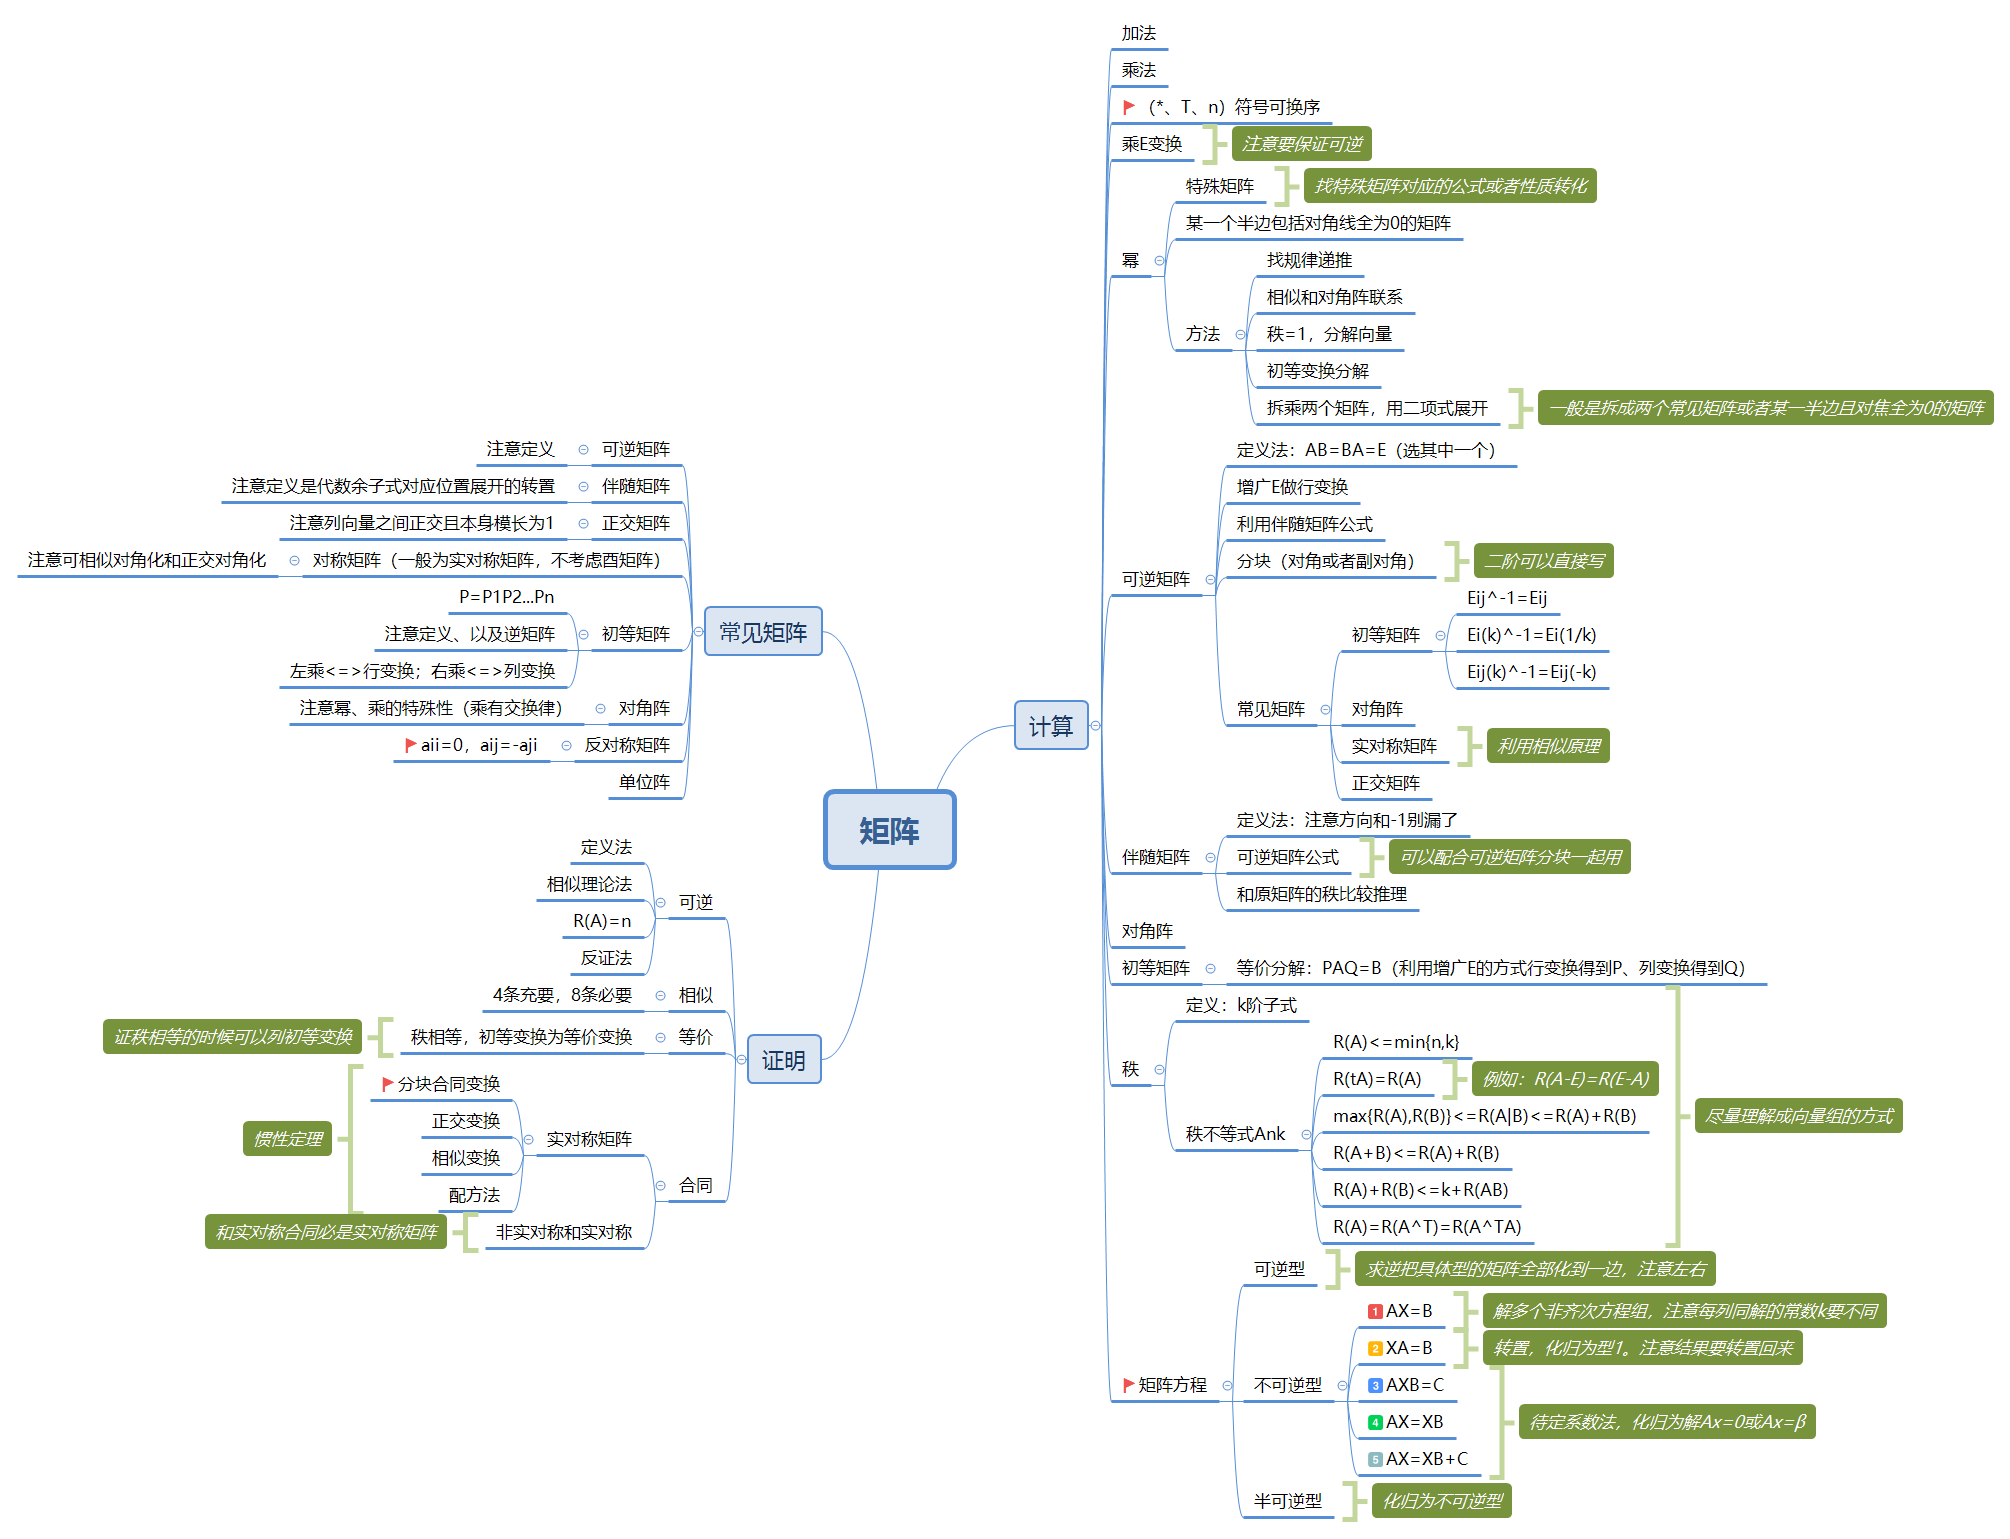 矩阵
计算
加法
乘法
（*、T、n）符号可换序
乘E变换
注意要保证可逆
幂
特殊矩阵
找特殊矩阵对应的公式或者性质转化
某一个半边包括对角线全为0的矩阵
方法
找规律递推
相似和对角阵联系
秩=1，分解向量
初等变换分解
拆乘两个矩阵，用二项式展开
一般是拆成两个常见矩阵或者某一半边且对焦全为0的矩阵
可逆矩阵
定义法：AB=BA=E（选其中一个）
增广E做行变换
利用伴随矩阵公式
分块（对角或者副对角）
二阶可以直接写
常见矩阵
初等矩阵
Eij^-1=Eij
Ei(k)^-1=Ei(1/k)
Eij(k)^-1=Eij(-k)
对角阵
实对称矩阵
利用相似原理
正交矩阵
伴随矩阵
定义法：注意方向和-1别漏了
可逆矩阵公式
可以配合可逆矩阵分块一起用
和原矩阵的秩比较推理
对角阵
初等矩阵
等价分解：PAQ=B（利用增广E的方式行变换得到P、列变换得到Q）
秩
定义：k阶子式
秩不等式Ank
R(A)<=min{n,k}
R(tA)=R(A)
例如：R(A-E)=R(E-A)
max{R(A),R(B)}<=R(A|B)<=R(A)+R(B)
R(A+B)<=R(A)+R(B)
R(A)+R(B)<=k+R(AB)
R(A)=R(A^T)=R(A^TA)
尽量理解成向量组的方式
矩阵方程
可逆型
求逆把具体型的矩阵全部化到一边，注意左右
不可逆型
1 AX=B
解多个非齐次方程组，注意每列同解的常数k要不同
2 XA=B
转置，化归为型1。注意结果要转置回来
3 AXB=C
4 AX=XB
5 AX=XB+C
待定系数法，化归为解Ax=0或Ax=β
半可逆型
化归为不可逆型
常见矩阵
可逆矩阵
注意定义
伴随矩阵
注意定义是代数余子式对应位置展开的转置
正交矩阵
注意列向量之间正交且本身模长为1
对称矩阵（一般为实对称矩阵，不考虑酉矩阵）
注意可相似对角化和正交对角化
初等矩阵
P=P1P2...Pn
注意定义、以及逆矩阵
左乘<=>行变换；右乘<=>列变换
对角阵
注意幂、乘的特殊性（乘有交换律）
反对称矩阵
aii=0，aij=-aji
单位阵
证明
可逆
定义法
相似理论法
R(A)=n
反证法
相似
4条充要，8条必要
等价
秩相等，初等变换为等价变换
证秩相等的时候可以列初等变换
合同
实对称矩阵
分块合同变换
正交变换
相似变换
配方法
惯性定理
非实对称和实对称
和实对称合同必是实对称矩阵